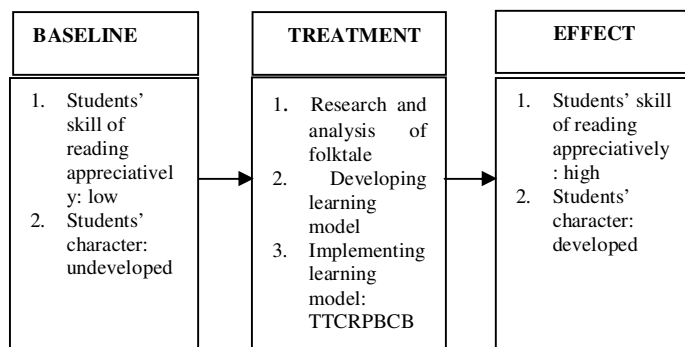 BASELINE
1. Students'
skill of
reading
appreciativel
y: low
2. Students'
character:
undeveloped
TREATMENT
1. Research and
analysis of
folktale
2. Developing
learning
model
3. Implementing
learning
model:
TTCRPBCB
EFFECT
1. Students' skill
of reading
appreciatively
: high
2. Students'
character:
developed